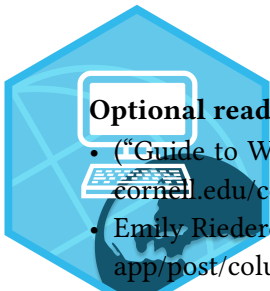 Optional read
• (“Guide to W
cornell.edu/c
• Emily Rieder
app/post/colu